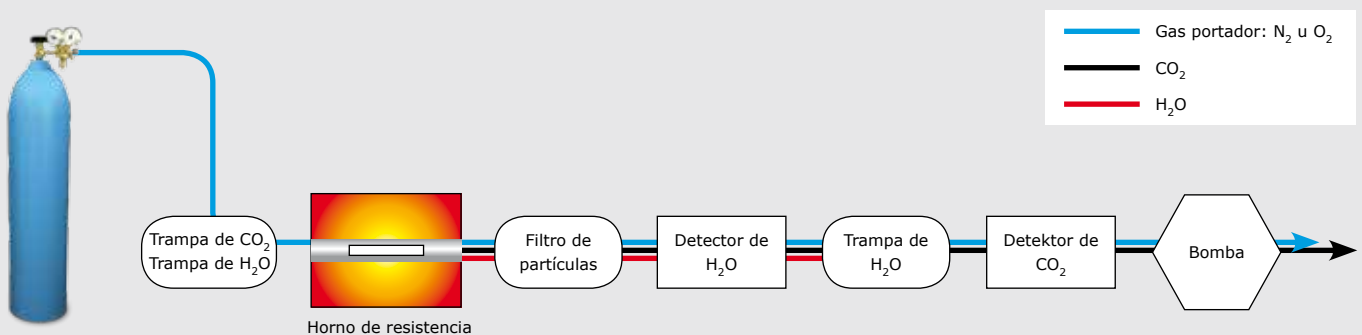 Gas portador: N₂ u O₂
CO₂
H₂O
Trampa de CO₂
Trampa de H₂O
Horno de resistencia
Filtro de
partículas
Detector de
H₂O
Trampa de
H₂O
Detektor de
CO₂
Bomba